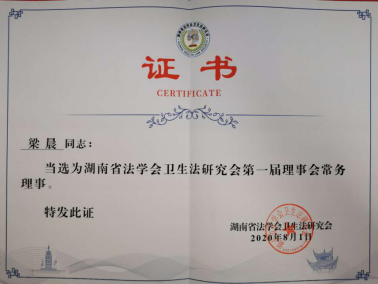 证书
CERTIFICATE
梁晨 同志：
当选为湖南省法学会卫生法研究会第一届理事会常务
理事。
特发此证
湖南省法学会卫生法研究会
2020年8月1日